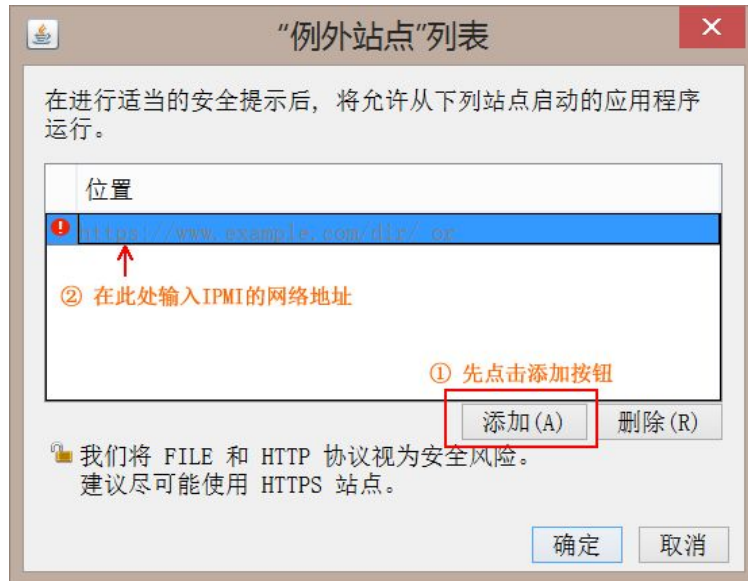 “例外站点”列表
在进行适当的安全提示后, 将允许从下列站点启动的应用程序
运行。
位置
https://www.example.com/dir/ or
② 在此处输入IPMI的网络地址
① 先点击添加按钮
添加(A)
删除(R)
我们将 FILE 和 HTTP 协议视为安全风险。
建议尽可能使用 HTTPS 站点。
确定
取消